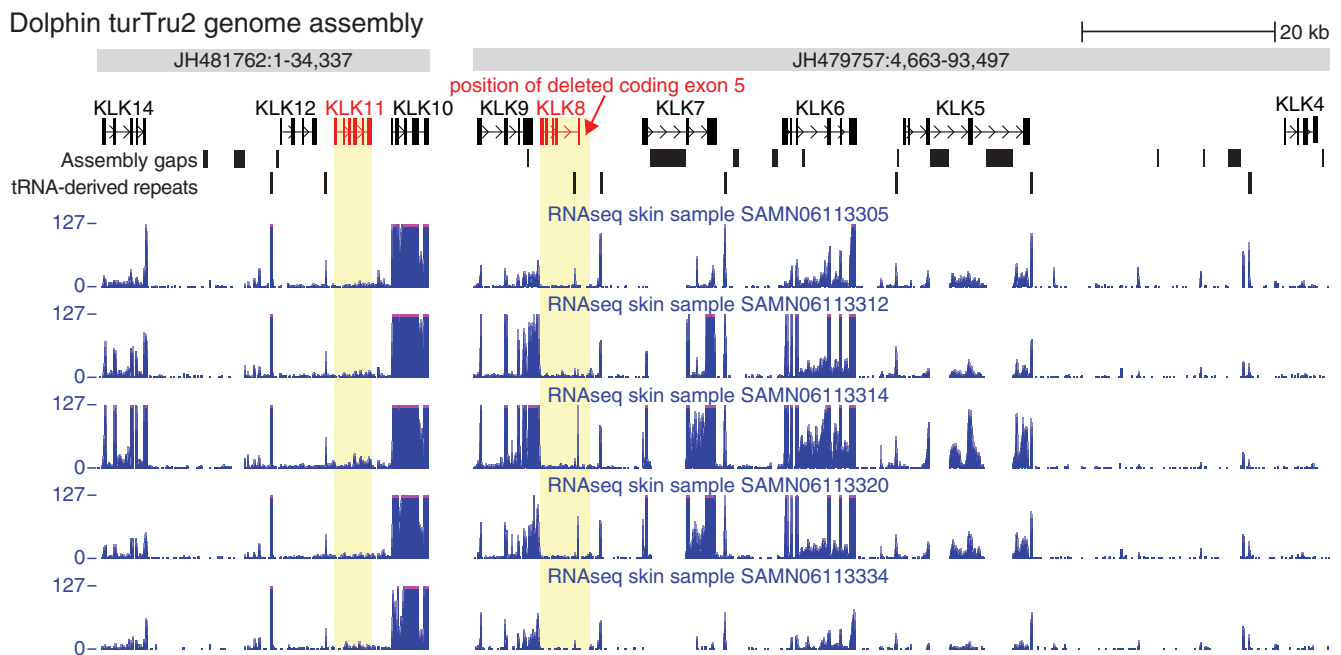 Dolphin turTru2 genome assembly
20 kb
JH481762:1-34,337
JH479757:4,663-93,497
position of deleted coding exon 5
KLK14
KLK12
KLK11
KLK10
KLK9
KLK8
KLK7
KLK6
KLK5
KLK4
Assembly gaps
tRNA-derived repeats
RNAseq skin sample SAMN06113305
127
0
RNAseq skin sample SAMN06113312
127
0
RNAseq skin sample SAMN06113314
127
0
RNAseq skin sample SAMN06113320
127
0
RNAseq skin sample SAMN06113334
127
0